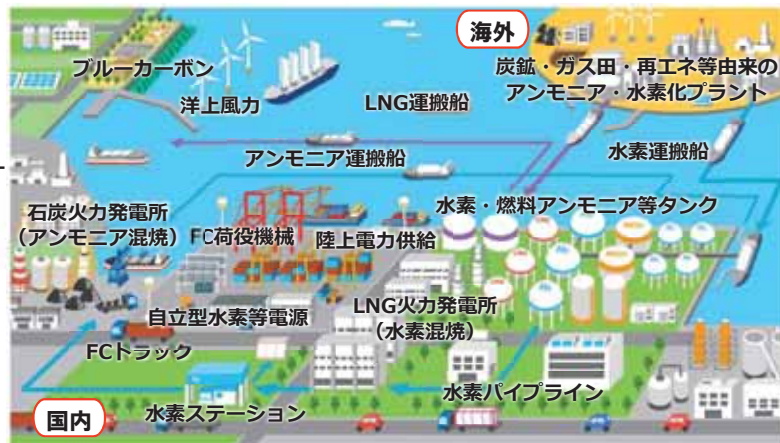 海外
ブルーカーボン
炭鉱・ガス田・再エネ等由来の
アンモニア・水素化プラント
洋上風力
LNG運搬船
アンモニア運搬船
水素運搬船
石炭火力発電所
(アンモニア混焼)
FC荷役機械
陸上電力供給
水素・燃料アンモニア等タンク
自立型水素等電源
LNG火力発電所
(水素混焼)
FCトラック
水素パイプライン
国内
水素ステーション